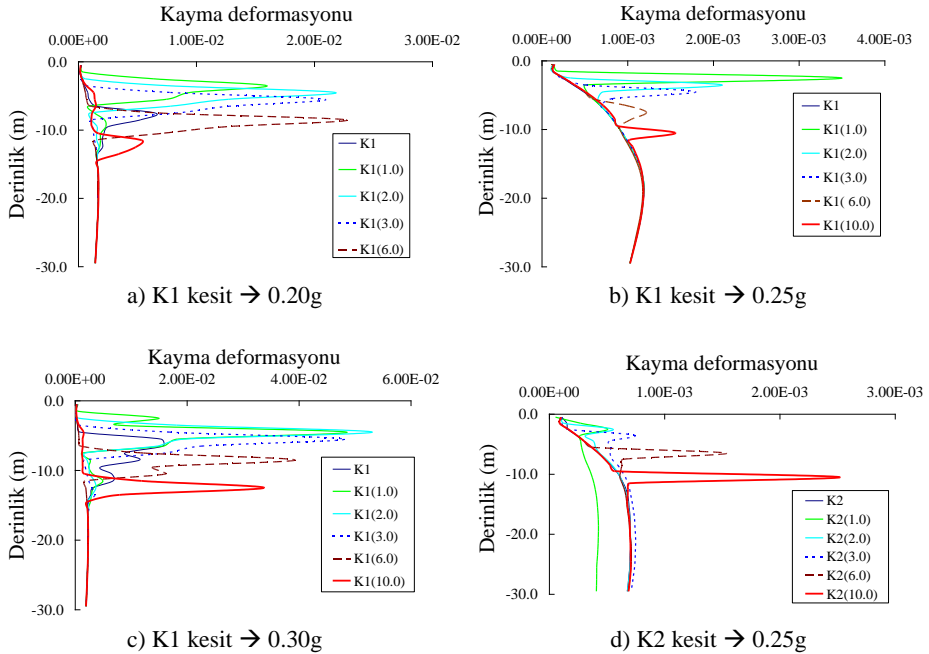 Kayma deformasyonu
0.00E+00 1.00E-02 2.00E-02 3.00E-02
0.0
-10.0
-20.0
-30.0
Derinlik (m)
K1
K1(1.0)
K1(2.0)
K1(3.0)
K1(6.0)
a) K1 kesit → 0.20g
Kayma deformasyonu
0.00E+00 1.00E-03 2.00E-03 3.00E-03 4.00E-03
0.0
-10.0
-20.0
-30.0
Derinlik (m)
K1
K1(1.0)
K1(2.0)
K1(3.0)
K1( 6.0)
K1(10.0)
b) K1 kesit → 0.25g
Kayma deformasyonu
0.00E+00 2.00E-02 4.00E-02 6.00E-02
0.0
-10.0
-20.0
-30.0
Derinlik (m)
K1
K1(1.0)
K1(2.0)
K1(3.0)
K1(6.0)
K1(10.0)
c) K1 kesit → 0.30g
Kayma deformasyonu
0.00E+00 1.00E-03 2.00E-03 3.00E-03
0.0
-10.0
-20.0
-30.0
Derinlik (m)
K2
K2(1.0)
K2(2.0)
K2(3.0)
K2(6.0)
K2(10.0)
d) K2 kesit → 0.25g